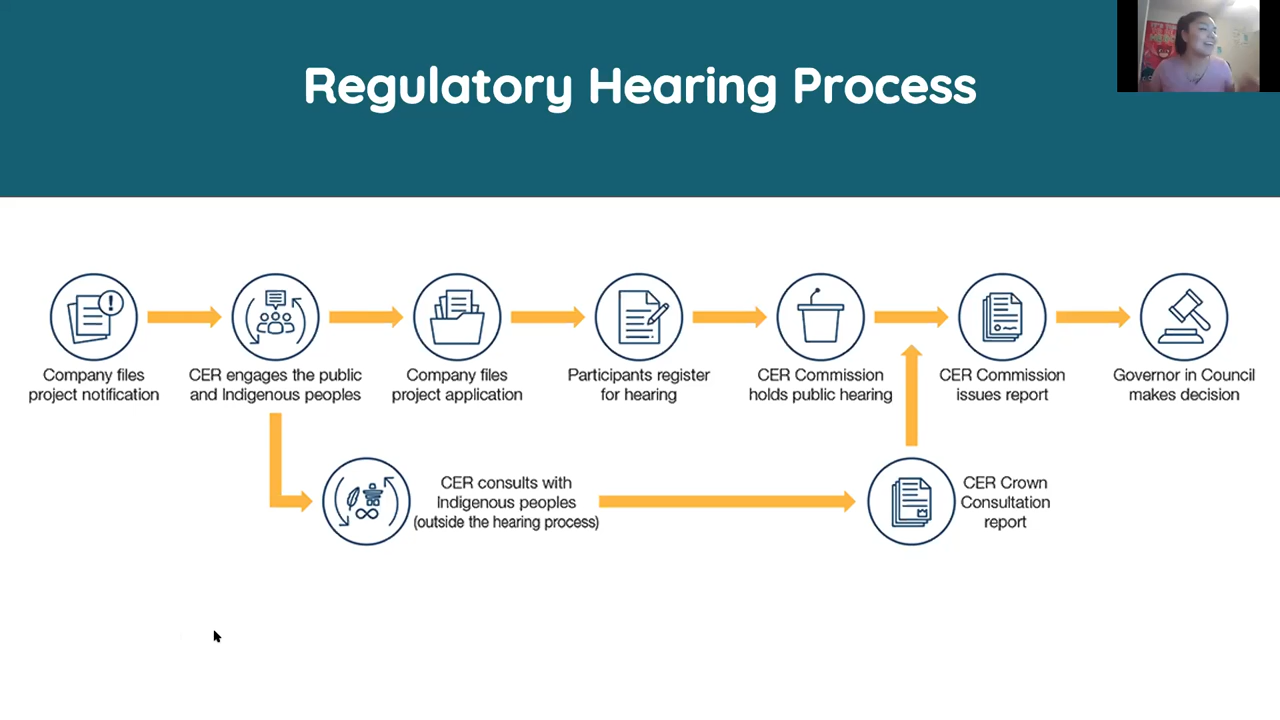 Regulatory Hearing Process
Company files
project notification
CER engages the public
and Indigenous peoples
Company files
project application
Participants register
for hearing
CER Commission
holds public hearing
CER Commission
issues report
Governor in Council
makes decision
CER consults with
Indigenous peoples
(outside the hearing process)
CER Crown
Consultation
report